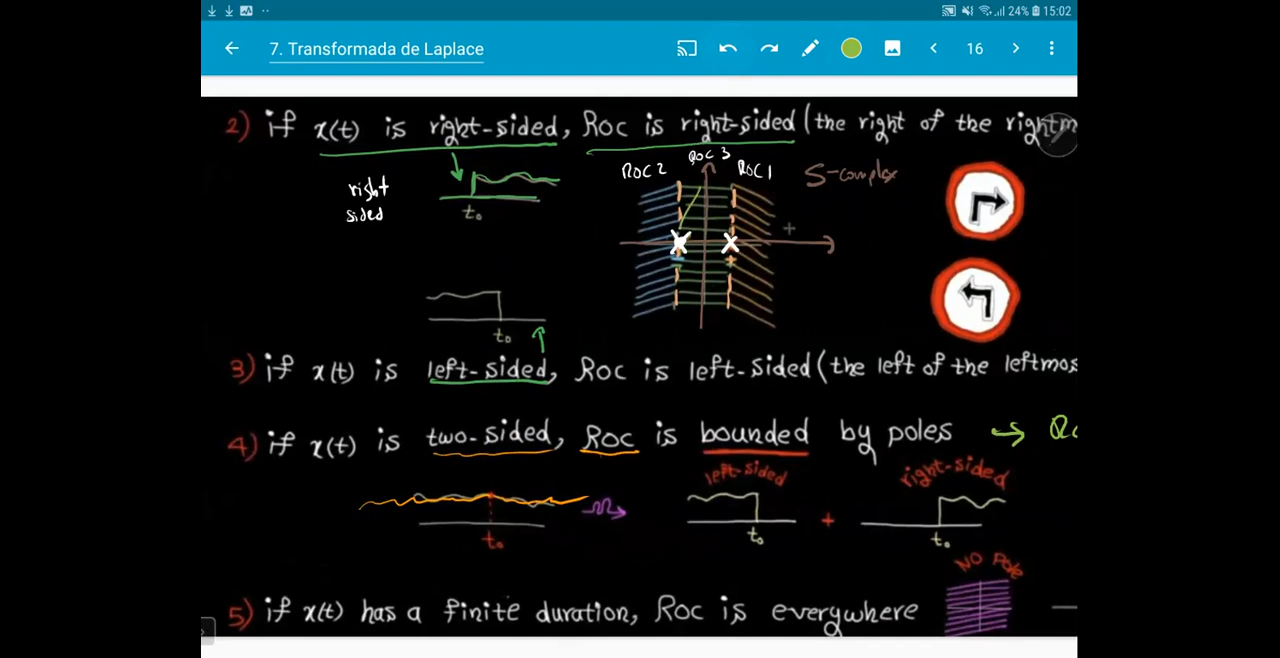 24% 15:02
7. Transformada de Laplace
16
2) if x(t) is right-sided, ROC is right-sided (the right of the
ROC 2 ROC 3 ROC 1 S-complex
right
sided
t₀
t₀
3) if x(t) is left-sided, ROC is left-sided (the left of the
4) if x(t) is two-sided, ROC is bounded by poles →
left-sided right-sided
t₀ t₀ + t₀
NO Pole
5) if x(t) has a finite duration, ROC is everywhere